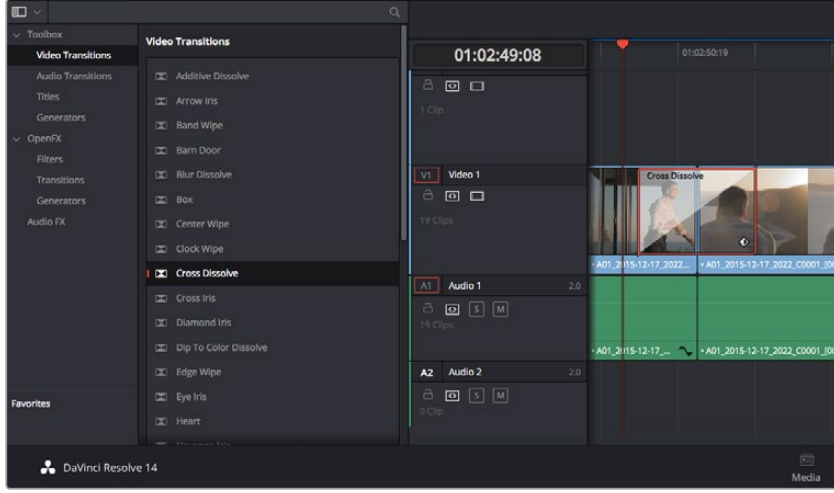 Toolbox
Video Transitions
Audio Transitions
Titles
Generators
OpenFX
Filters
Transitions
Generators
Audio FX
Favorites
Video Transitions
Additive Dissolve
Arrow Iris
Band Wipe
Barn Door
Blur Dissolve
Box
Center Wipe
Clock Wipe
Cross Dissolve
Cross Iris
Diamond Iris
Dip To Color Dissolve
Edge Wipe
Eye Iris
Heart
01:02:49:08
1 Clip
V1 Video 1
19 Clips
A1 Audio 1 2.0
S M
19 Clips
A2 Audio 2 2.0
S M
0 Clip
01:02:50:19
Cross Dissolve
A01_2015-12-17_2022... A01_2015-12-17_2022_C0001_[00
A01_2015-12-17_... A01_2015-12-17_2022_C0001_[00
DaVinci Resolve 14
Media